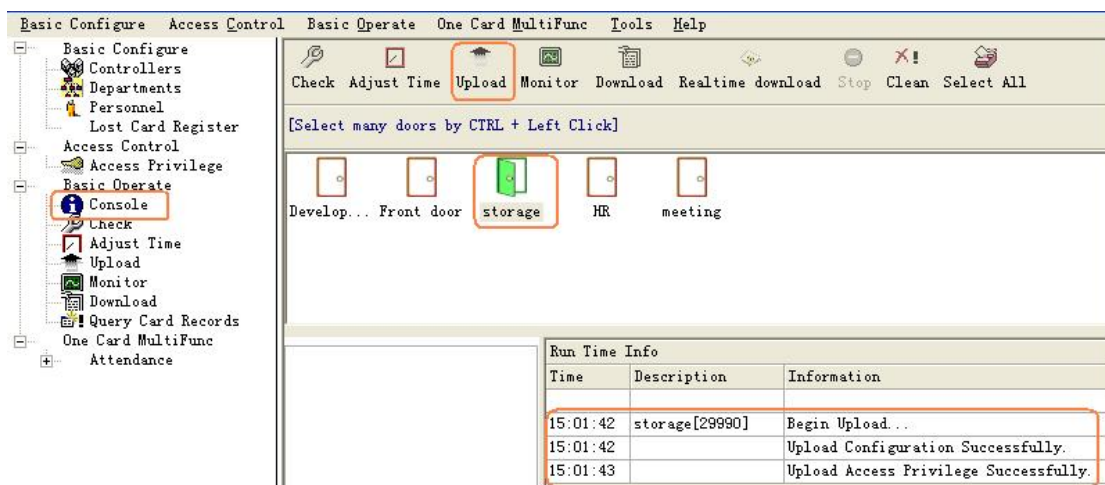 Basic Configure Access Control Basic Operate One Card MultiFunc Tools Help
Basic Configure
Controllers
Departments
Personnel
Lost Card Register
Access Control
Access Privilege
Basic Operate
Console
Check
Adjust Time
Upload
Monitor
Download
Query Card Records
One Card MultiFunc
Attendance
Check Adjust Time Upload Monitor Download Realtime download Stop Clean Select All
[Select many doors by CTRL + Left Click]
Develop... Front door storage HR meeting
Run Time Info
Time Description Information
15:01:42 storage[29990] Begin Upload...
15:01:42 Upload Configuration Successfully.
15:01:43 Upload Access Privilege Successfully.